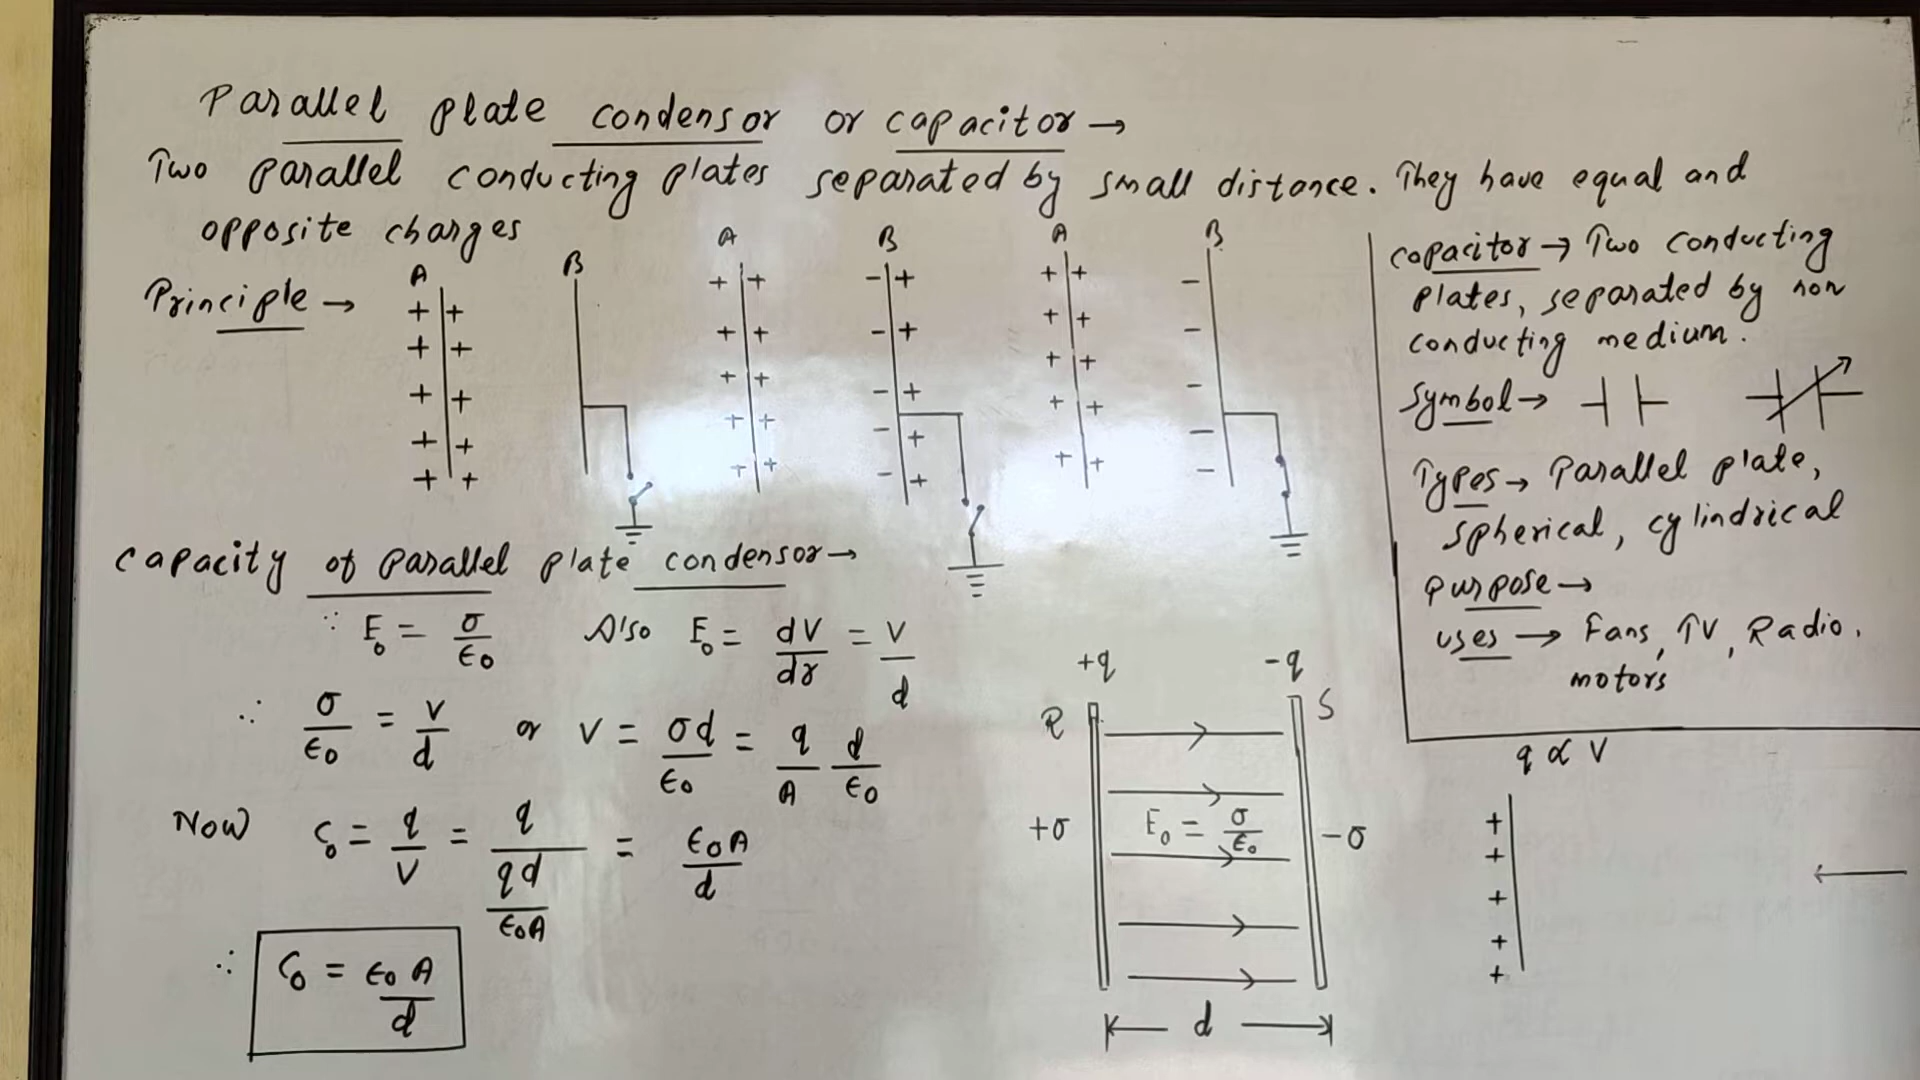 Parallel plate condensor or capacitor →
Two parallel conducting plates separated by small distance. They have equal and
opposite charges
Principle →
A
+ +
+ +
+ +
+ +
+ +
B
A
+ +
+ +
+ +
+ +
+ +
B
- +
- +
- +
- +
- +
A
+ +
+ +
+ +
+ +
+ +
B
-
-
-
-
-
capacitor → Two conducting
plates, separated by non
conducting medium.
Symbol →
Types → Parallel plate,
spherical, cylindrical
Purpose →
uses → Fans, TV, Radio.
motors
capacity of parallel plate condensor →
∵ E₀ = σ/ϵ₀ Also E₀ = dV/dr = V/d
∴ σ/ϵ₀ = V/d or V = σd/ϵ₀ = q/A d/ϵ₀
Now C₀ = q/V = q/(qd/ϵ₀A) = ϵ₀A/d
∴ C₀ = ϵ₀A/d
+q -q
R S
+σ E₀ = σ/ϵ₀ -σ
d
q ∝ V
+
+
+
+
+